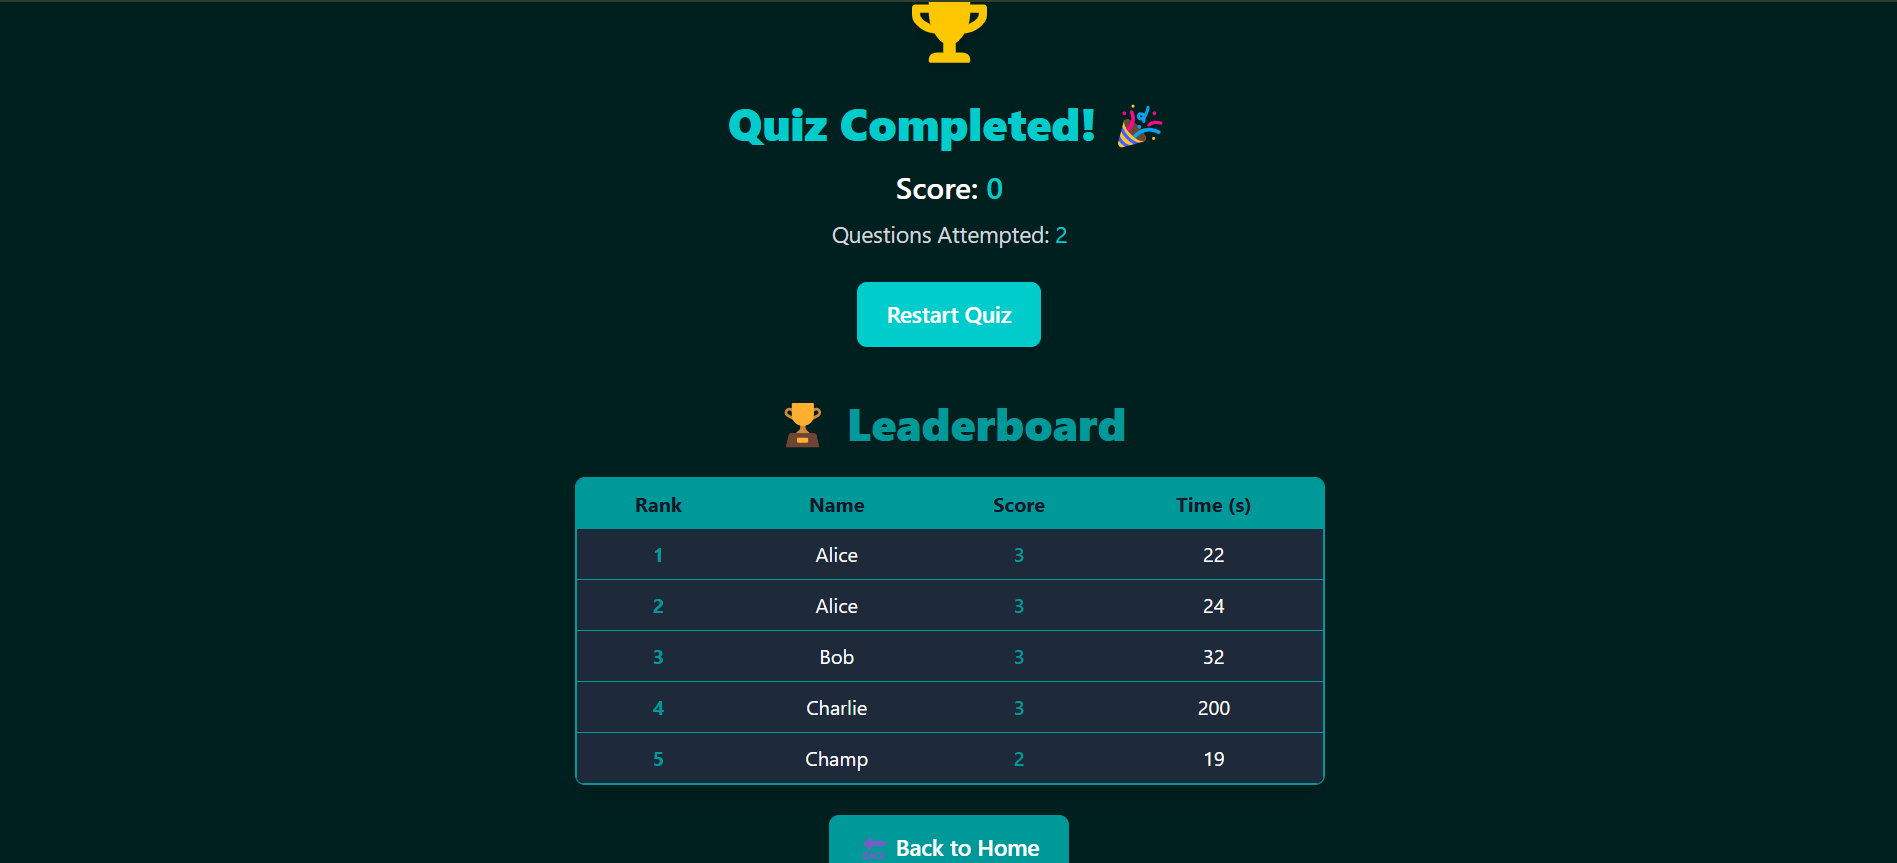 Quiz Completed! 🎉
Score: 0
Questions Attempted: 2
Restart Quiz
🏆 Leaderboard
Rank Name Score Time (s)
1 Alice 3 22
2 Alice 3 24
3 Bob 3 32
4 Charlie 3 200
5 Champ 2 19
🔙 Back to Home